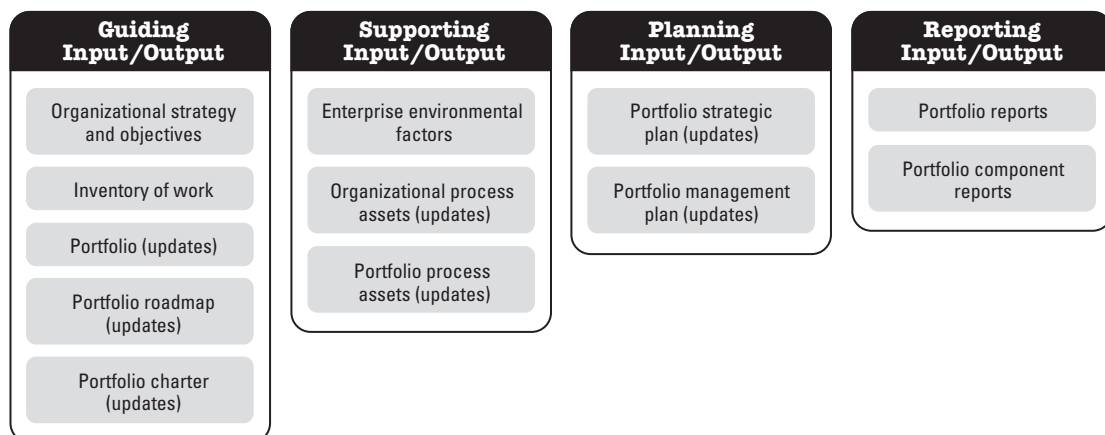 Guiding
Input/Output
Organizational strategy
and objectives
Inventory of work
Portfolio (updates)
Portfolio roadmap
(updates)
Portfolio charter
(updates)
Supporting
Input/Output
Enterprise environmental
factors
Organizational process
assets (updates)
Portfolio process
assets (updates)
Planning
Input/Output
Portfolio strategic
plan (updates)
Portfolio management
plan (updates)
Reporting
Input/Output
Portfolio reports
Portfolio component
reports